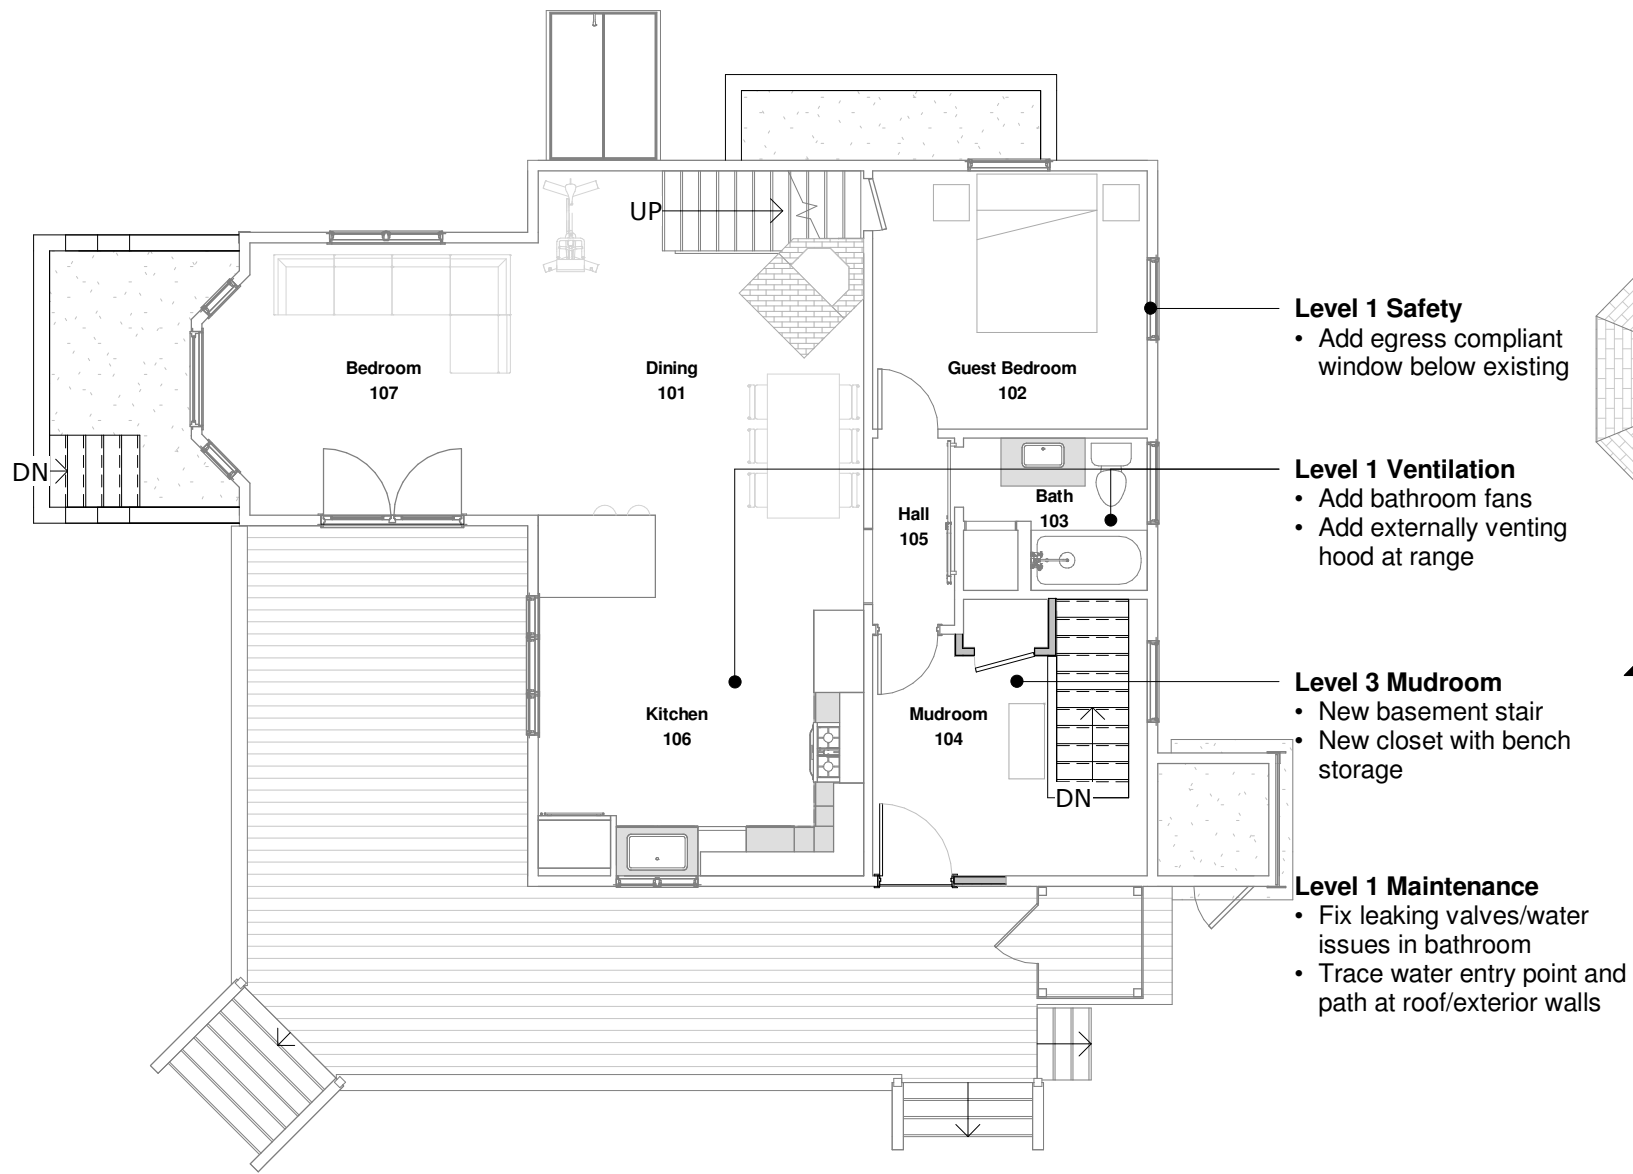 UP
Bedroom
107
Dining
101
Guest Bedroom
102
DN
Bath
103
Hall
105
Kitchen
106
Mudroom
104
DN
Level 1 Safety
• Add egress compliant
window below existing
Level 1 Ventilation
• Add bathroom fans
• Add externally venting
hood at range
Level 3 Mudroom
• New basement stair
• New closet with bench
storage
Level 1 Maintenance
• Fix leaking valves/water
issues in bathroom
• Trace water entry point and
path at roof/exterior walls